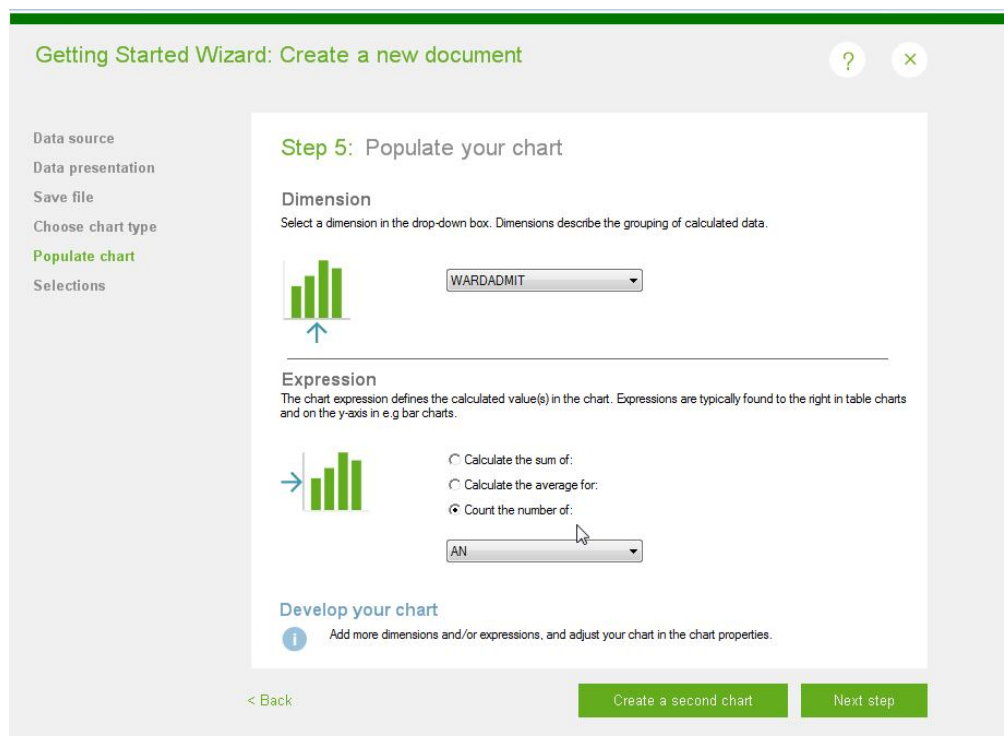 Getting Started Wizard: Create a new document
?
×
Data source
Data presentation
Save file
Choose chart type
Populate chart
Selections
Step 5: Populate your chart
Dimension
Select a dimension in the drop-down box. Dimensions describe the grouping of calculated data.
WARDADMIT
Expression
The chart expression defines the calculated value(s) in the chart. Expressions are typically found to the right in table charts
and on the y-axis in e.g bar charts.
Calculate the sum of:
Calculate the average for:
Count the number of:
AN
Develop your chart
i
Add more dimensions and/or expressions, and adjust your chart in the chart properties.
< Back
Create a second chart
Next step